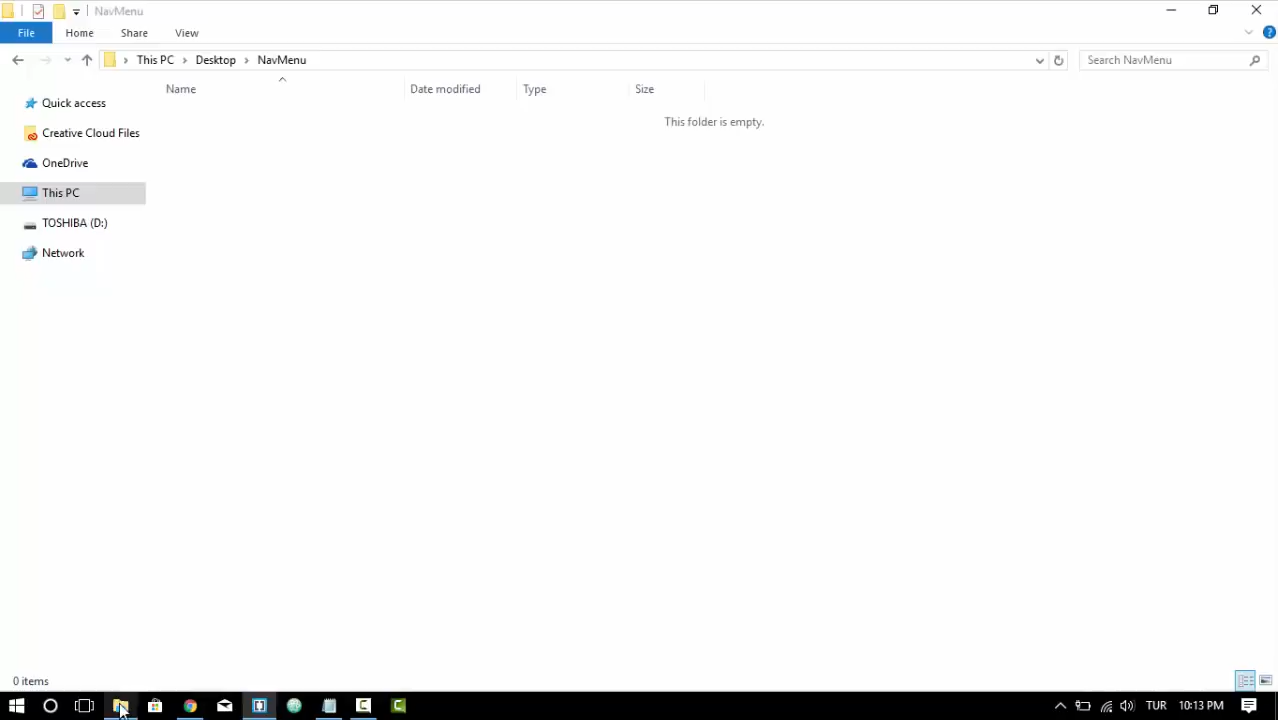 NavMenu
File Home Share View
This PC Desktop NavMenu Search NavMenu
Name Date modified Type Size
This folder is empty.
Quick access
Creative Cloud Files
OneDrive
This PC
TOSHIBA (D:)
Network
0 items
TUR 10:13 PM